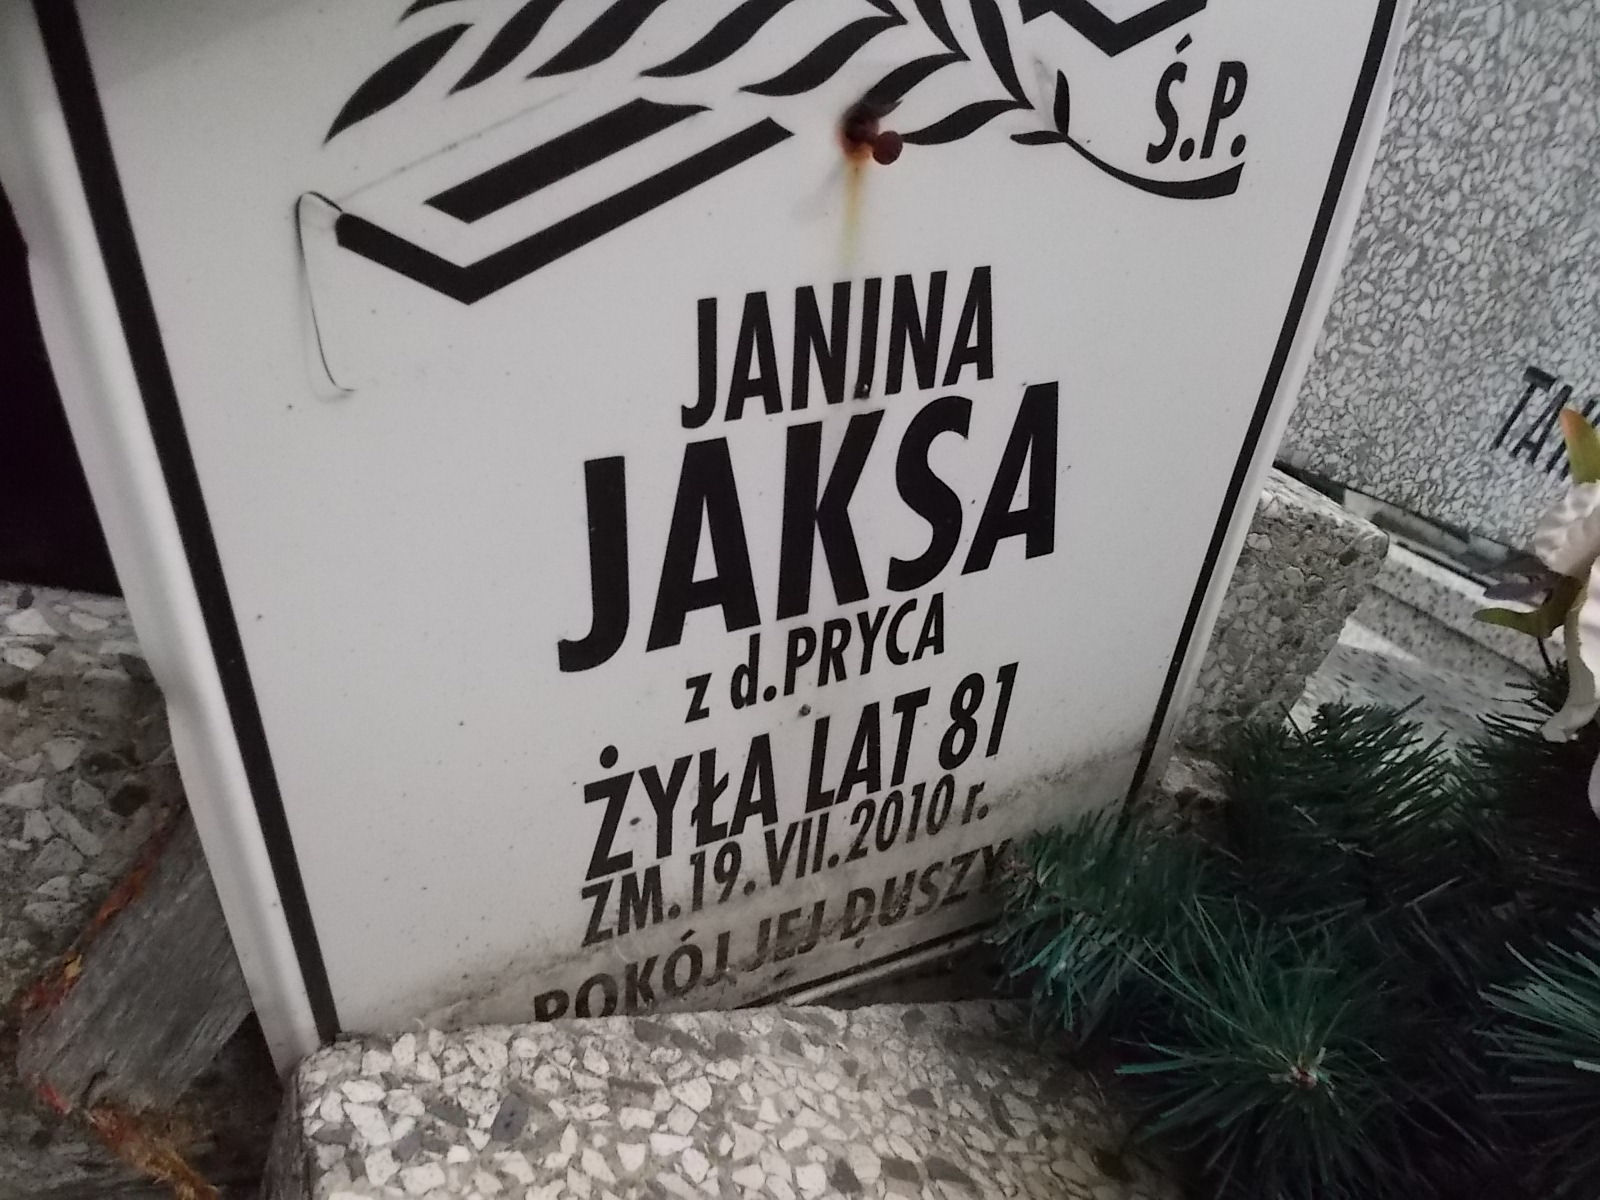 Ś.P.
JANINA
JAKSA
z d. PRYCA
ŻYŁA LAT 81
ZM. 19. VII. 2010 r.
POKÓJ JEJ DUSZY